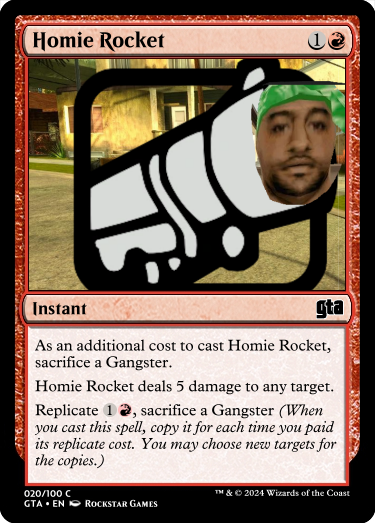 Homie Rocket 1
Instant gta
As an additional cost to cast Homie Rocket,
sacrifice a Gangster.
Homie Rocket deals 5 damage to any target.
Replicate 1, sacrifice a Gangster (When
you cast this spell, copy it for each time you paid
its replicate cost. You may choose new targets for
the copies.)
020/100 C
GTA • EN Rockstar Games
™ & © 2024 Wizards of the Coast